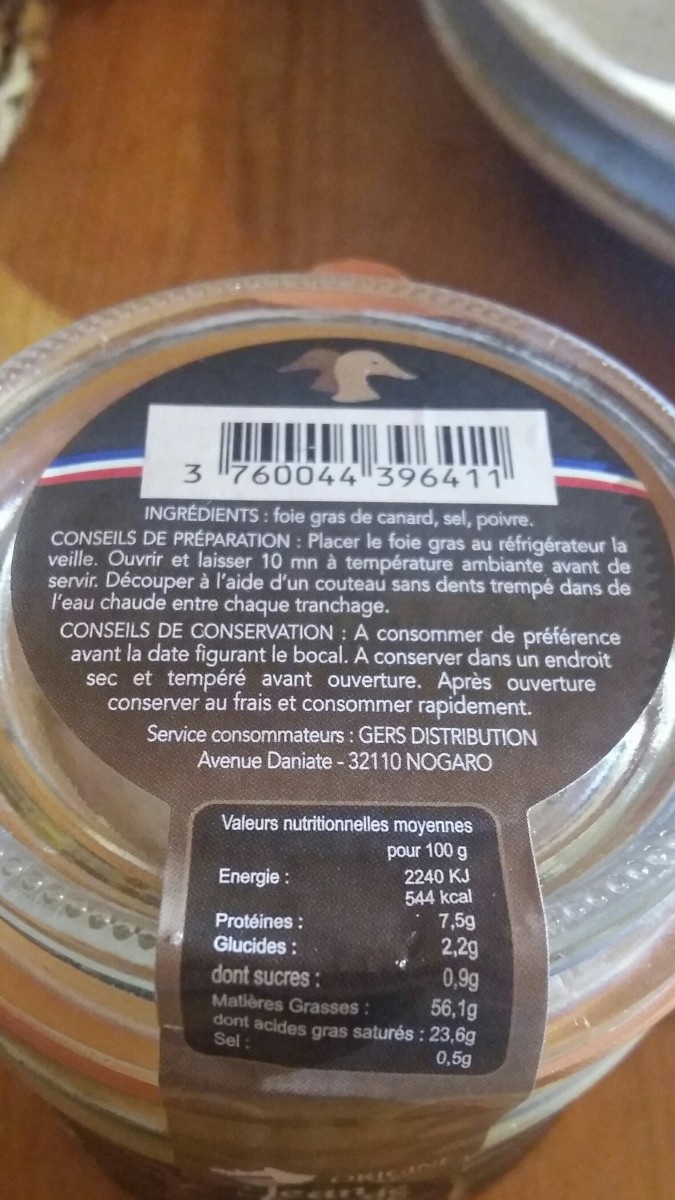 3 760044 396411
INGRÉDIENTS : foie gras de canard, sel, poivre.
CONSEILS DE PRÉPARATION : Placer le foie gras au réfrigérateur la
veille. Ouvrir et laisser 10 mn à température ambiante avant de
servir. Découper à l'aide d'un couteau sans dents trempé dans de
l'eau chaude entre chaque tranchage.
CONSEILS DE CONSERVATION : A consommer de préférence
avant la date figurant le bocal. A conserver dans un endroit
sec et tempéré avant ouverture. Après ouverture
conserver au frais et consommer rapidement.
Service consommateurs : GERS DISTRIBUTION
Avenue Daniate - 32110 NOGARO
Valeurs nutritionnelles moyennes
pour 100 g
Energie : 2240 KJ
544 kcal
Protéines : 7,5g
Glucides : 2,2g
dont sucres : 0,9g
Matières Grasses : 56,1g
dont acides gras saturés : 23,6g
Sel : 0,5g